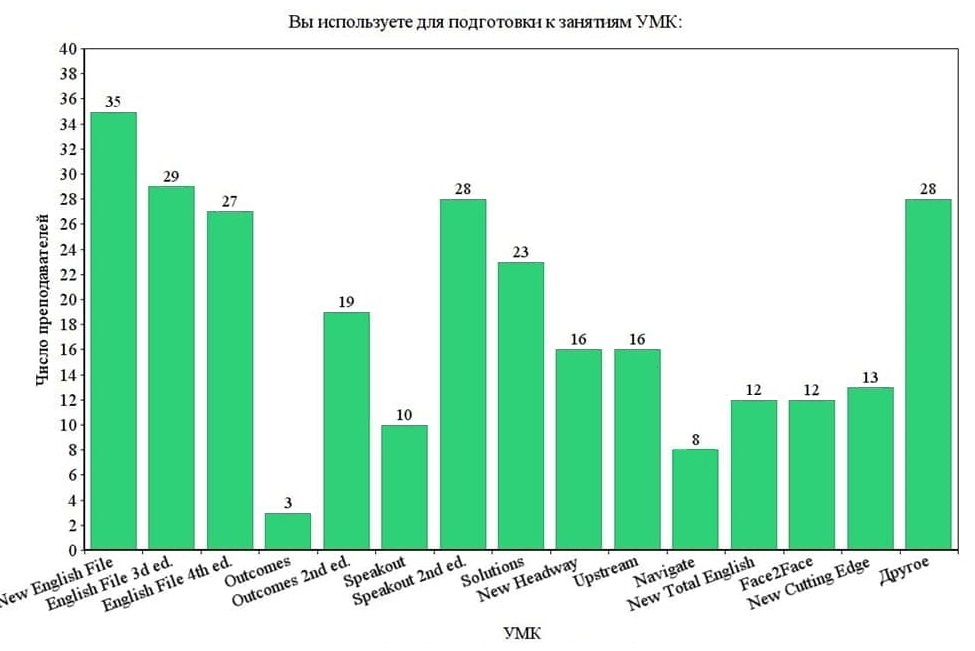 Вы используете для подготовки к занятиям УМК:
Число преподавателей
40
38
36
34
32
30
28
26
24
22
20
18
16
14
12
10
8
6
4
2
0
35
29
27
3
19
10
28
23
16
16
8
12
12
13
28
New English File
English File 3d ed.
English File 4th ed.
Outcomes
Outcomes 2nd ed.
Speakout
Speakout 2nd ed.
Solutions
New Headway
Upstream
Navigate
New Total English
Face2Face
New Cutting Edge
Другое
УМК